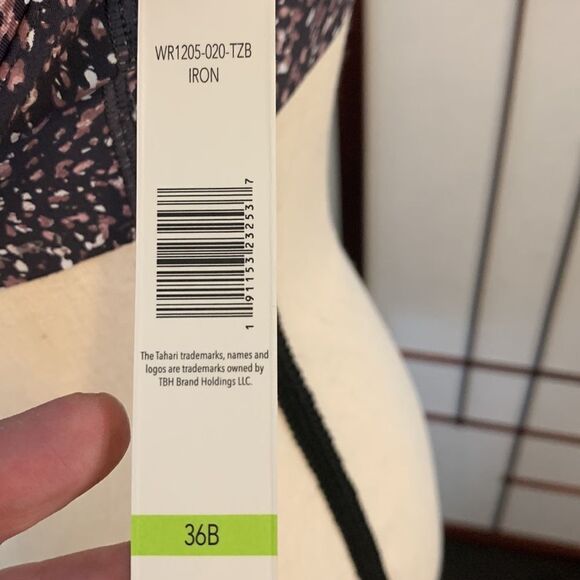 WR1205-020-TZB
IRON
1 91153 23253 7
The Tahari trademarks, names and
logos are trademarks owned by
TBH Brand Holdings LLC.
36B